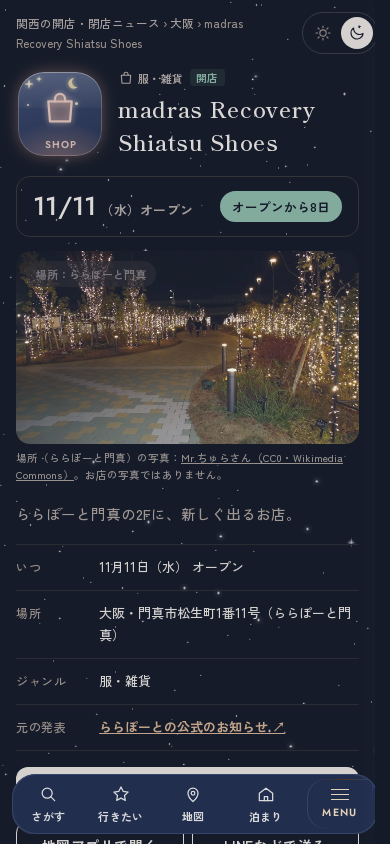 関西の開店・閉店ニュース › 大阪 › madras
Recovery Shiatsu Shoes
服・雑貨 開店
madras Recovery
Shiatsu Shoes
SHOP
11/11 （水）オープン オープンから8日
場所：ららぽーと門真
場所（ららぽーと門真）の写真：Mr.ちゅらさん（CC0・Wikimedia
Commons）。お店の写真ではありません。
ららぽーと門真の2Fに、新しく出るお店。
いつ 11月11日（水） オープン
場所 大阪・門真市松生町1番11号（ららぽーと門
真）
ジャンル 服・雑貨
元の発表 ららぽーとの公式のお知らせ ↗
さがす 行きたい 地図 泊まり MENU